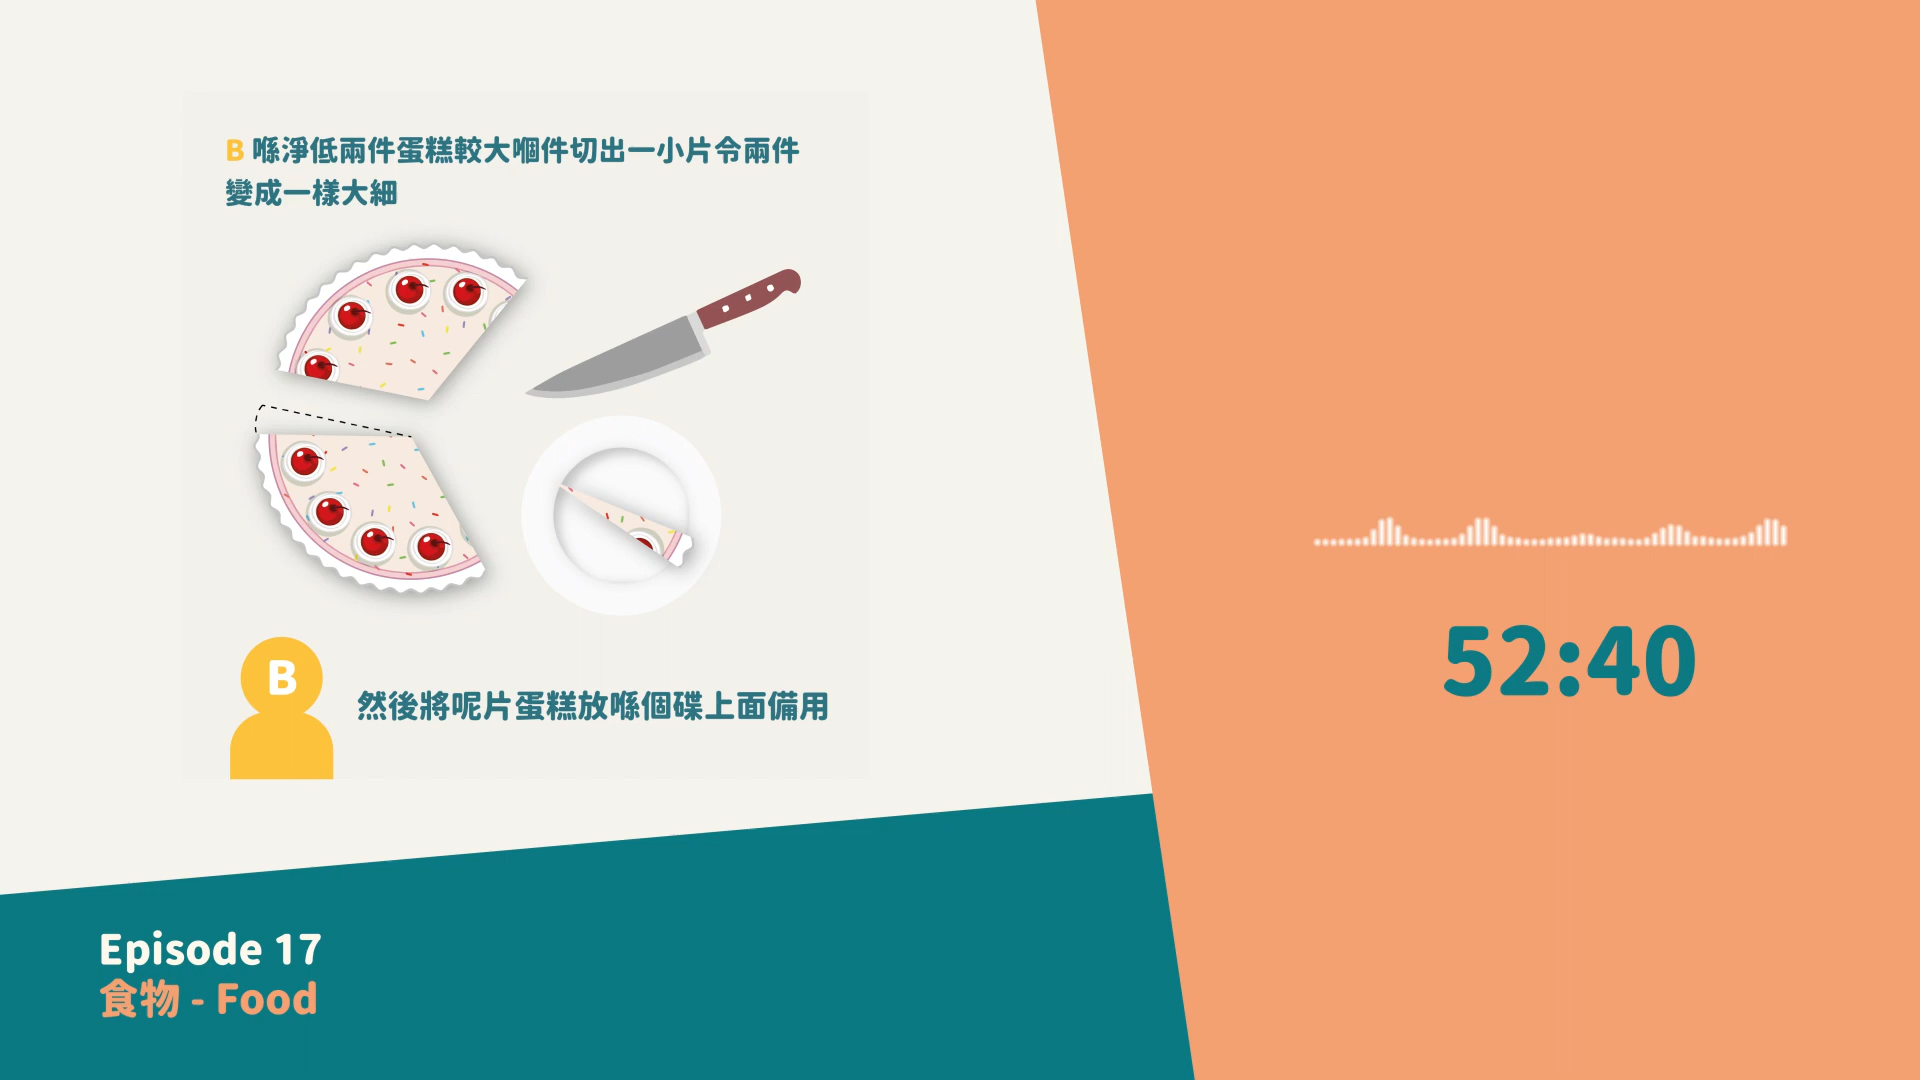 B 喺淨低兩件蛋糕較大嗰件切出一小片令兩件
變成一樣大細
B
然後將呢片蛋糕放喺個碟上面備用
52:40
Episode 17
食物 - Food